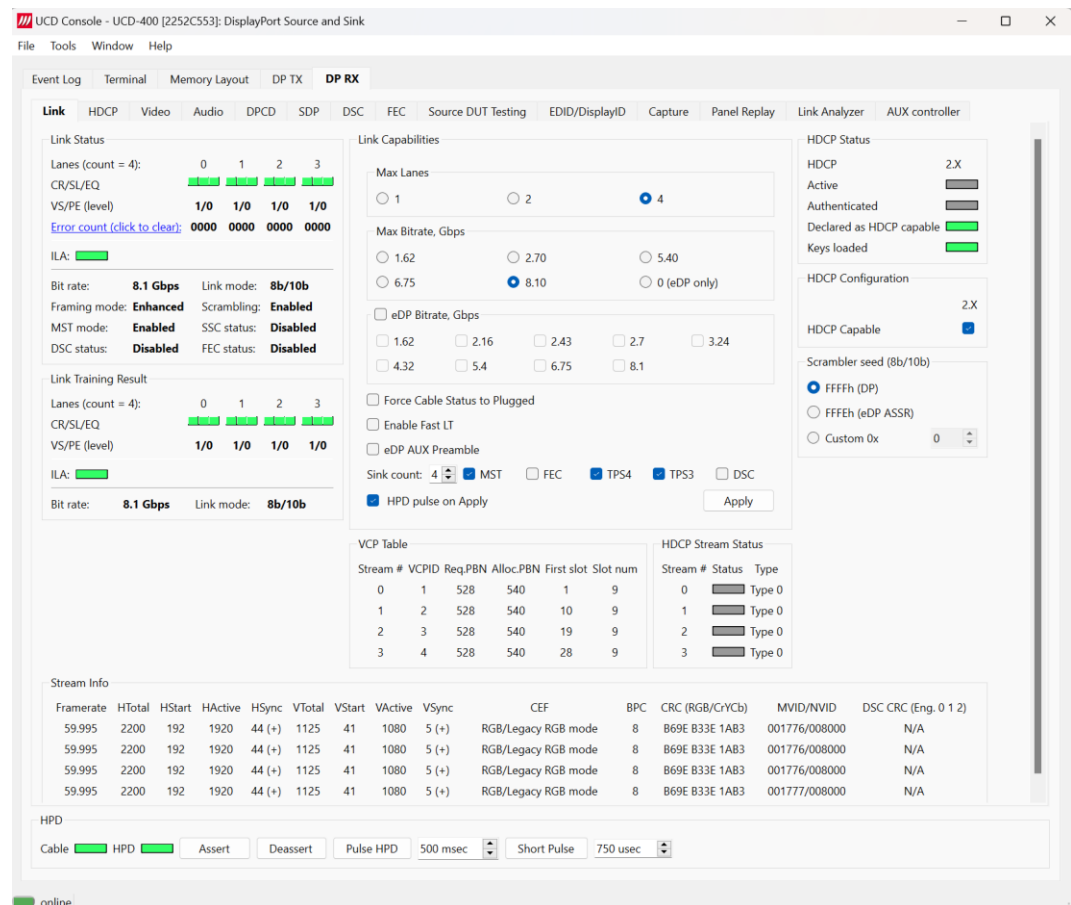 UCD Console - UCD-400 [2252C553]: DisplayPort Source and Sink
File Tools Window Help
Event Log Terminal Memory Layout DP TX DP RX
Link HDCP Video Audio DPCD SDP DSC FEC Source DUT Testing EDID/DisplayID Capture Panel Replay Link Analyzer AUX controller
Link Status
Lanes (count = 4): 0 1 2 3
CR/SL/EQ
VS/PE (level) 1/0 1/0 1/0 1/0
Error count (click to clear): 0000 0000 0000 0000
ILA:
Bit rate: 8.1 Gbps Link mode: 8b/10b
Framing mode: Enhanced Scrambling: Enabled
MST mode: Enabled SSC status: Disabled
DSC status: Disabled FEC status: Disabled
Link Training Result
Lanes (count = 4): 0 1 2 3
CR/SL/EQ
VS/PE (level) 1/0 1/0 1/0 1/0
ILA:
Bit rate: 8.1 Gbps Link mode: 8b/10b
Link Capabilities
Max Lanes
1 2 4
Max Bitrate, Gbps
1.62 2.70 5.40
6.75 8.10 0 (eDP only)
eDP Bitrate, Gbps
1.62 2.16 2.43 2.7 3.24
4.32 5.4 6.75 8.1
Force Cable Status to Plugged
Enable Fast LT
eDP AUX Preamble
Sink count: 4 MST FEC TPS4 TPS3 DSC
HPD pulse on Apply Apply
HDCP Status
HDCP 2.X
Active
Authenticated
Declared as HDCP capable
Keys loaded
HDCP Configuration
2.X
HDCP Capable
Scrambler seed (8b/10b)
FFFFh (DP)
FFFEh (eDP ASSR)
Custom 0x 0
VCP Table
Stream # VCPID Req.PBN Alloc.PBN First slot Slot num
0 1 528 540 1 9
1 2 528 540 10 9
2 3 528 540 19 9
3 4 528 540 28 9
HDCP Stream Status
Stream # Status Type
0 Type 0
1 Type 0
2 Type 0
3 Type 0
Stream Info
Framerate HTotal HStart HActive HSync VTotal VStart VActive VSync CEF BPC CRC (RGB/CrYCb) MVID/NVID DSC CRC (Eng. 0 1 2)
59.995 2200 192 1920 44 (+) 1125 41 1080 5 (+) RGB/Legacy RGB mode 8 B69E B33E 1AB3 001776/008000 N/A
59.995 2200 192 1920 44 (+) 1125 41 1080 5 (+) RGB/Legacy RGB mode 8 B69E B33E 1AB3 001776/008000 N/A
59.995 2200 192 1920 44 (+) 1125 41 1080 5 (+) RGB/Legacy RGB mode 8 B69E B33E 1AB3 001776/008000 N/A
59.995 2200 192 1920 44 (+) 1125 41 1080 5 (+) RGB/Legacy RGB mode 8 B69E B33E 1AB3 001777/008000 N/A
HPD
Cable HPD Assert Deassert Pulse HPD 500 msec Short Pulse 750 usec
online